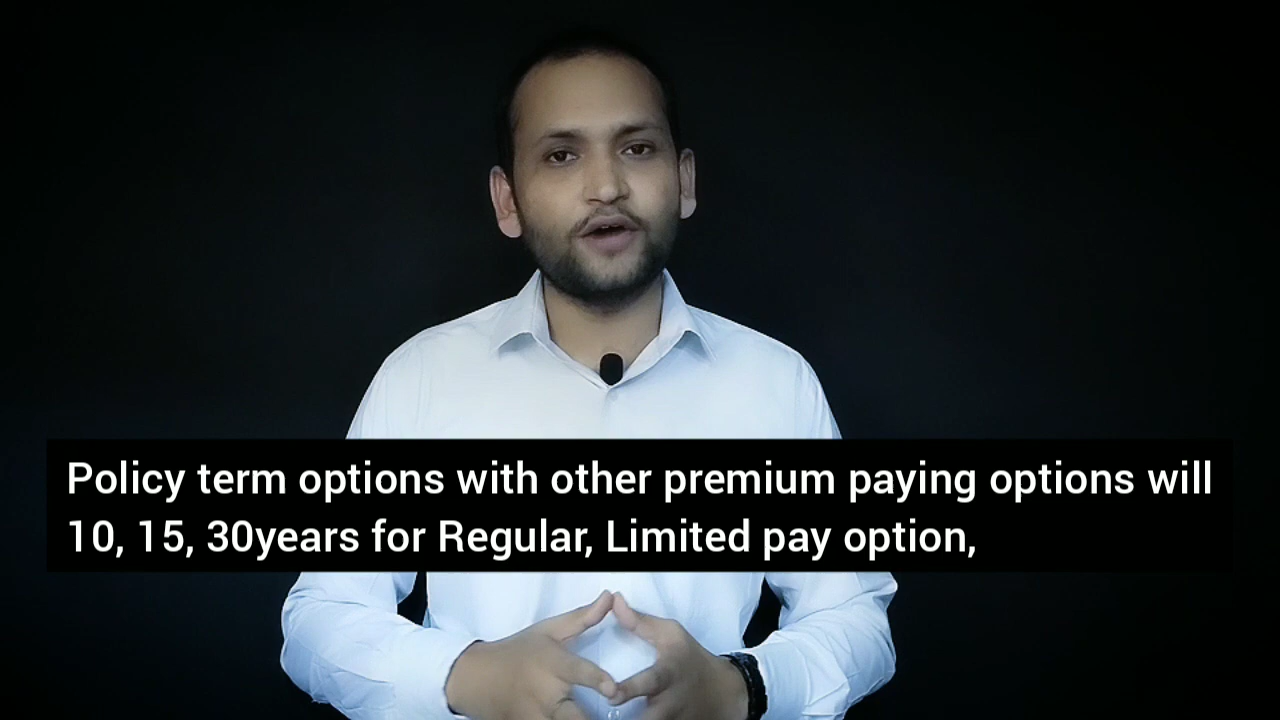 Policy term options with other premium paying options will
10, 15, 30years for Regular, Limited pay option,